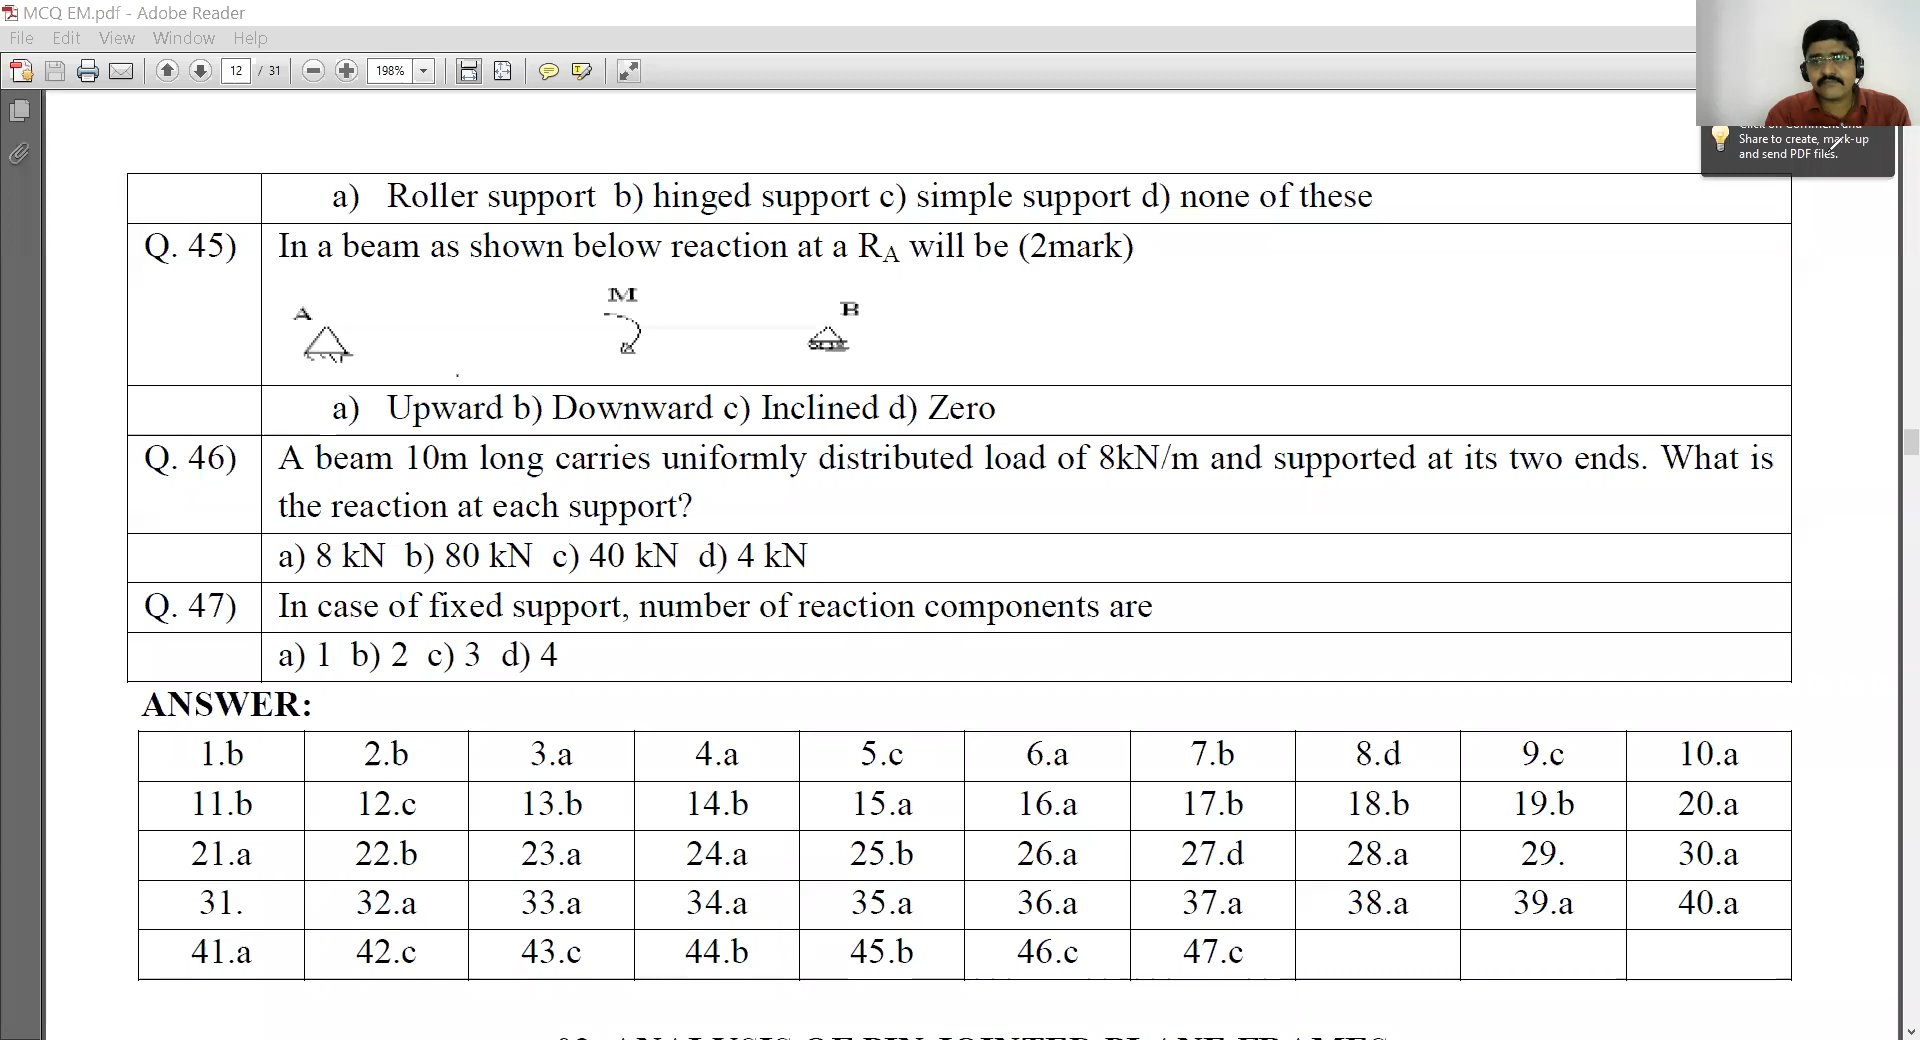 MCQ EM.pdf - Adobe Reader
File Edit View Window Help
12 / 31 198%
Share to create, mark-up
and send PDF files.
a) Roller support b) hinged support c) simple support d) none of these
Q. 45) In a beam as shown below reaction at a RA will be (2mark)
A M B
a) Upward b) Downward c) Inclined d) Zero
Q. 46) A beam 10m long carries uniformly distributed load of 8kN/m and supported at its two ends. What is
the reaction at each support?
a) 8 kN b) 80 kN c) 40 kN d) 4 kN
Q. 47) In case of fixed support, number of reaction components are
a) 1 b) 2 c) 3 d) 4
ANSWER:
1.b 2.b 3.a 4.a 5.c 6.a 7.b 8.d 9.c 10.a
11.b 12.c 13.b 14.b 15.a 16.a 17.b 18.b 19.b 20.a
21.a 22.b 23.a 24.a 25.b 26.a 27.d 28.a 29. 30.a
31. 32.a 33.a 34.a 35.a 36.a 37.a 38.a 39.a 40.a
41.a 42.c 43.c 44.b 45.b 46.c 47.c